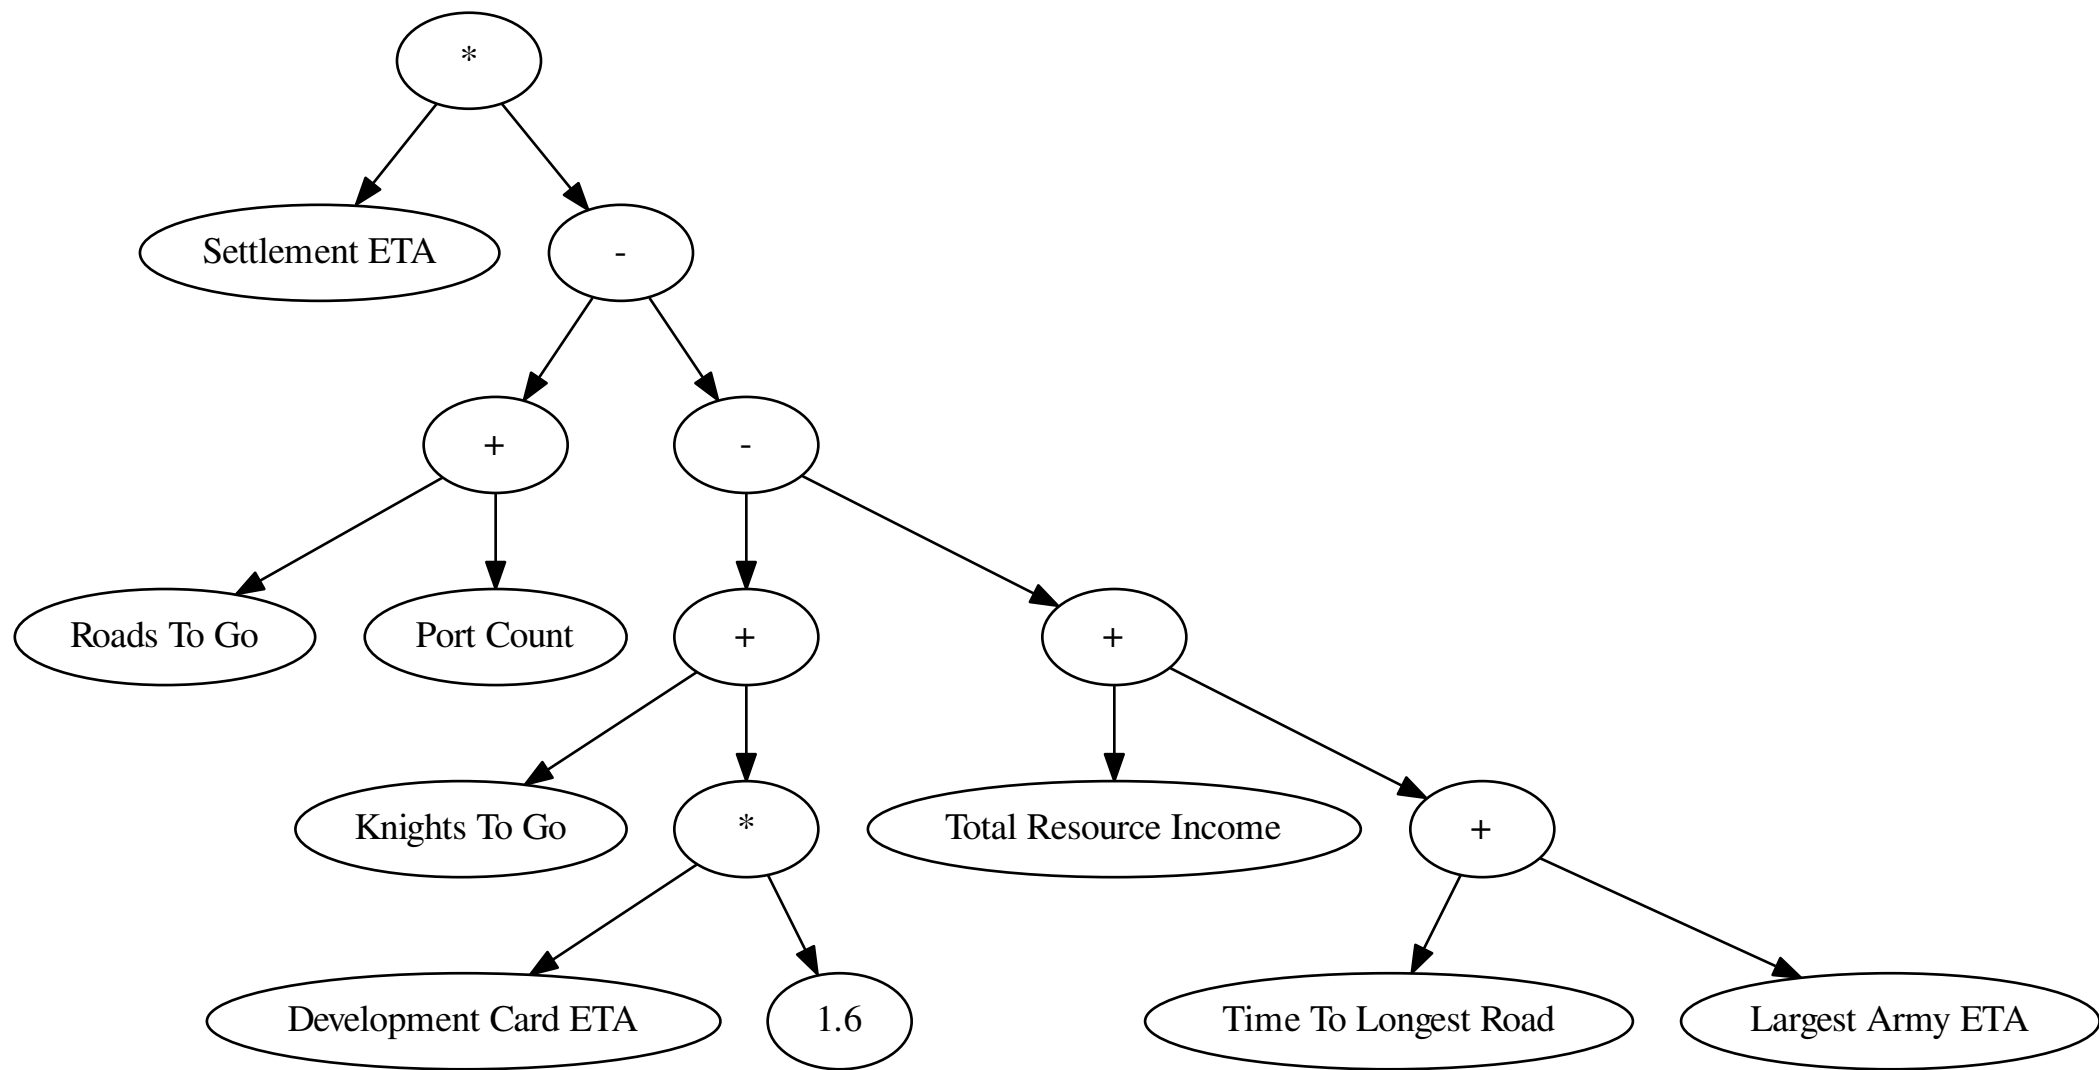 *
Settlement ETA
-
+
-
Roads To Go
Port Count
+
+
Knights To Go
*
Total Resource Income
+
Development Card ETA
1.6
Time To Longest Road
Largest Army ETA